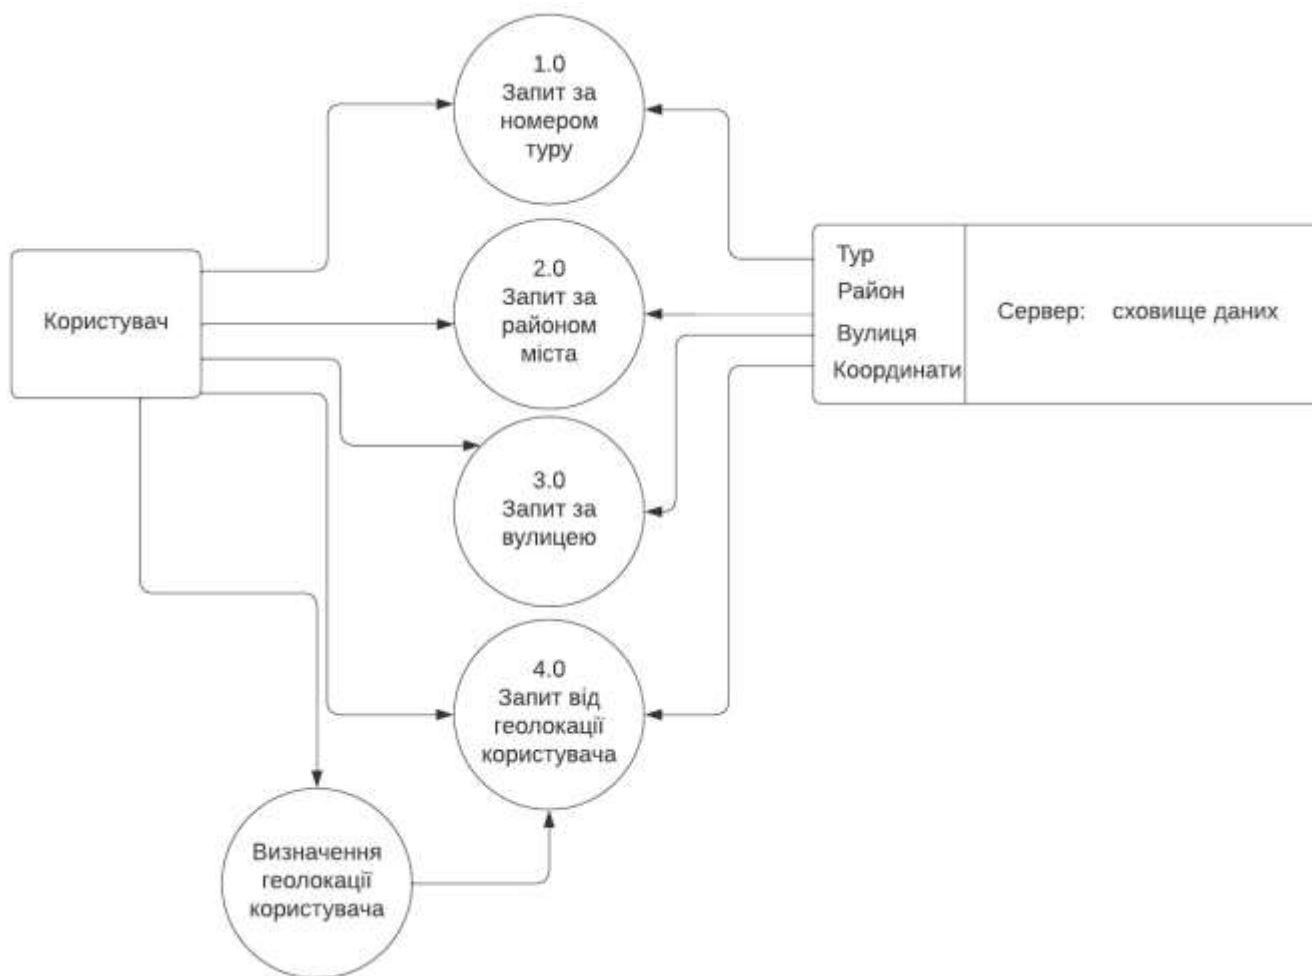 1.0
Запит за
номером
туру
Користувач
2.0
Запит за
районом
міста
Тур
Район
Вулиця
Координати
Сервер: сховище даних
3.0
Запит за
вулицею
4.0
Запит від
геолокації
користувача
Визначення
геолокації
користувача